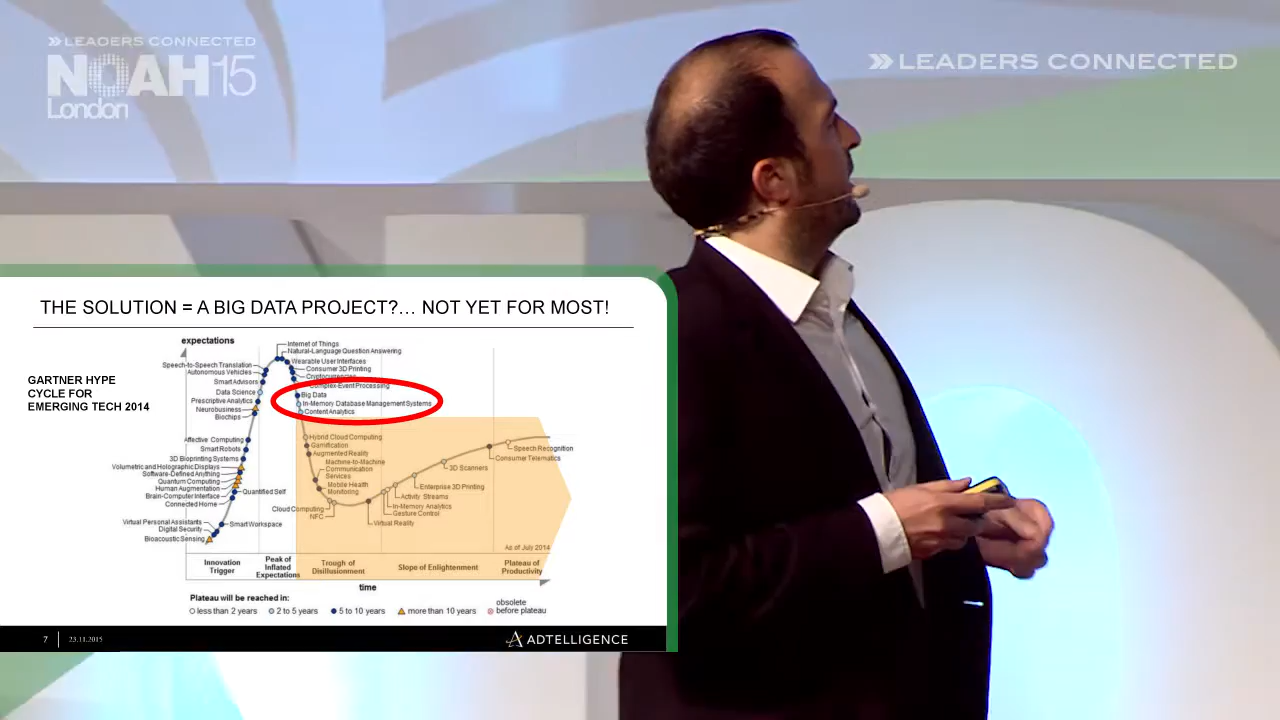 LEADERS CONNECTED
NOAH15
London
LEADERS CONNECTED
THE SOLUTION = A BIG DATA PROJECT?... NOT YET FOR MOST!
GARTNER HYPE
CYCLE FOR
EMERGING TECH 2014
expectations
Internet of Things
Natural-Language Question Answering
Wearable User Interfaces
Consumer 3D Printing
Cryptocurrencies
Complex-Event Processing
Big Data
In-Memory Database Management Systems
Content Analytics
Speech-to-Speech Translation
Autonomous Vehicles
Smart Advisors
Data Science
Prescriptive Analytics
Neurobusiness
Biochips
Affective Computing
Smart Robots
3D Bioprinting Systems
Volumetric and Holographic Displays
Software-Defined Anything
Quantum Computing
Human Augmentation
Brain-Computer Interface
Connected Home
Quantified Self
Virtual Personal Assistants
Smart Workspace
Digital Security
Bioacoustic Sensing
Hybrid Cloud Computing
Gamification
Augmented Reality
Machine-to-Machine
Communication
Services
Mobile Health
Monitoring
Cloud Computing
NFC
Virtual Reality
Gesture Control
In-Memory Analytics
Activity Streams
Enterprise 3D Printing
3D Scanners
Consumer Telematics
Speech Recognition
As of July 2014
Innovation
Trigger
Peak of
Inflated
Expectations
Trough of
Disillusionment
Slope of Enlightenment
Plateau of
Productivity
time
Plateau will be reached in:
less than 2 years
2 to 5 years
5 to 10 years
more than 10 years
obsolete
before plateau
7
23.11.2015
ADTELLIGENCE